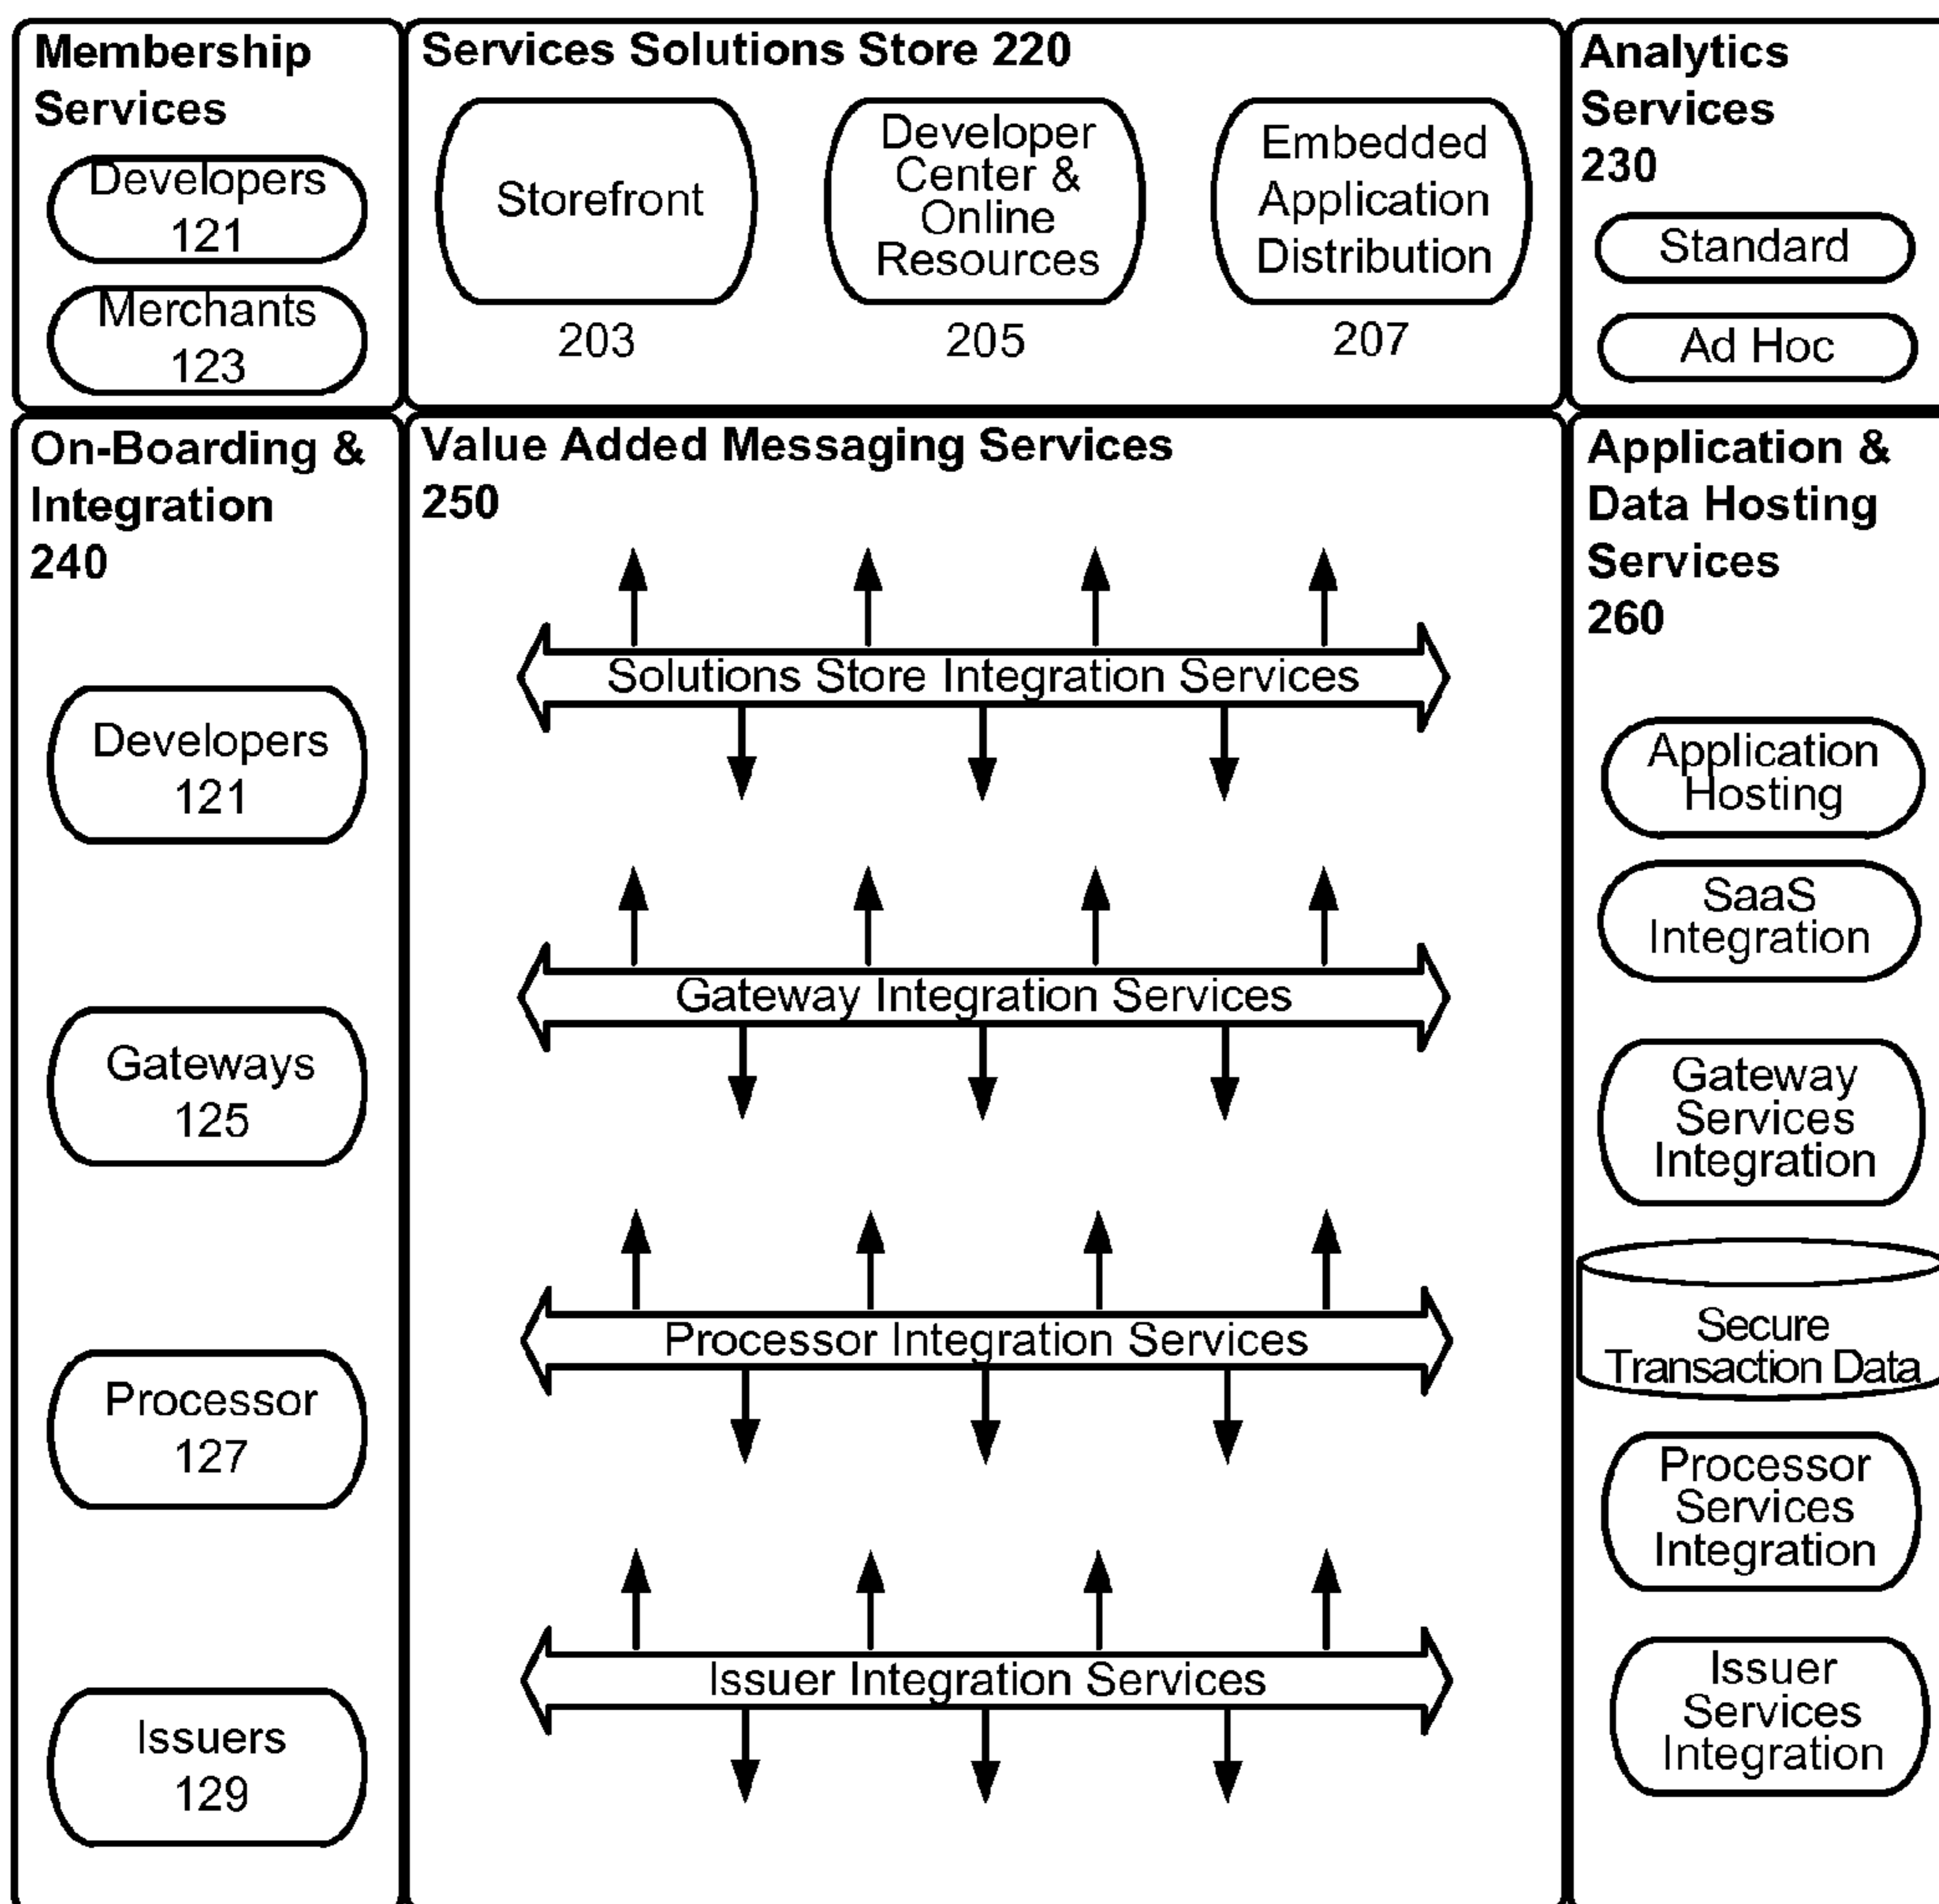 Membership
Services
Developers
121
Merchants
123
Services Solutions Store 220
Storefront
203
Developer
Center &
Online
Resources
205
Embedded
Application
Distribution
207
Analytics
Services
230
Standard
Ad Hoc
On-Boarding &
Integration
240
Developers
121
Gateways
125
Processor
127
Issuers
129
Value Added Messaging Services
250
Solutions Store Integration Services
Gateway Integration Services
Processor Integration Services
Issuer Integration Services
Application &
Data Hosting
Services
260
Application
Hosting
SaaS
Integration
Gateway
Services
Integration
Secure
Transaction Data
Processor
Services
Integration
Issuer
Services
Integration